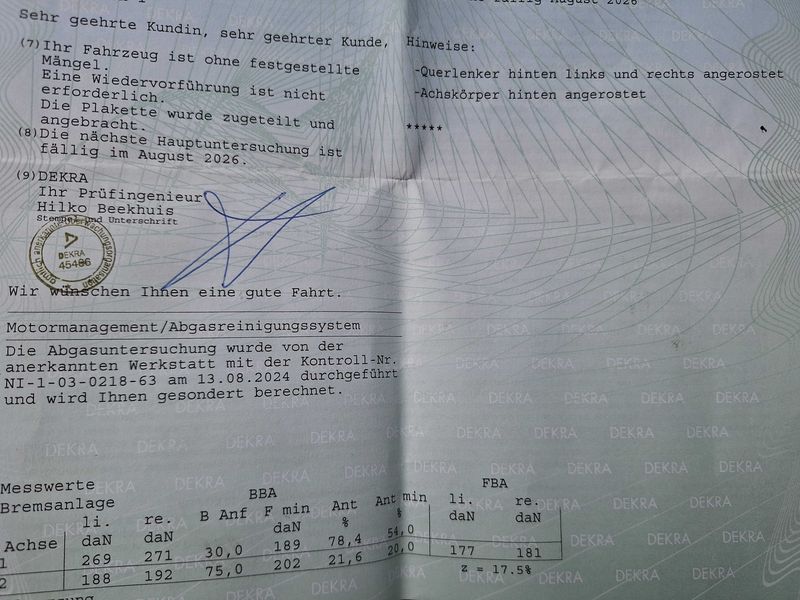 fällig August 2026
Sehr geehrte Kundin, sehr geehrter Kunde,
(7) Ihr Fahrzeug ist ohne festgestellte
Mängel.
Eine Wiedervorführung ist nicht
erforderlich.
Die Plakette wurde zugeteilt und
angebracht.
(8) Die nächste Hauptuntersuchung ist
fällig im August 2026.
(9) DEKRA
Ihr Prüfingenieur
Hilko Beekhuis
Stempel und Unterschrift
DEKRA
45486
Wir wünschen Ihnen eine gute Fahrt.
Hinweise:
-Querlenker hinten links und rechts angerostet
-Achskörper hinten angerostet
*****
Motormanagement/Abgasreinigungssystem
Die Abgasuntersuchung wurde von der
anerkannten Werkstatt mit der Kontroll-Nr.
NI-1-03-0218-63 am 13.08.2024 durchgeführt
und wird Ihnen gesondert berechnet.
Messwerte
Bremsanlage BBA FBA
li. re. B Anf F min Ant Ant min li. re.
Achse daN daN daN % % daN daN
1 269 271 30,0 189 78,4 54,0
2 188 192 75,0 202 21,6 20,0 177 181
z = 17.5%